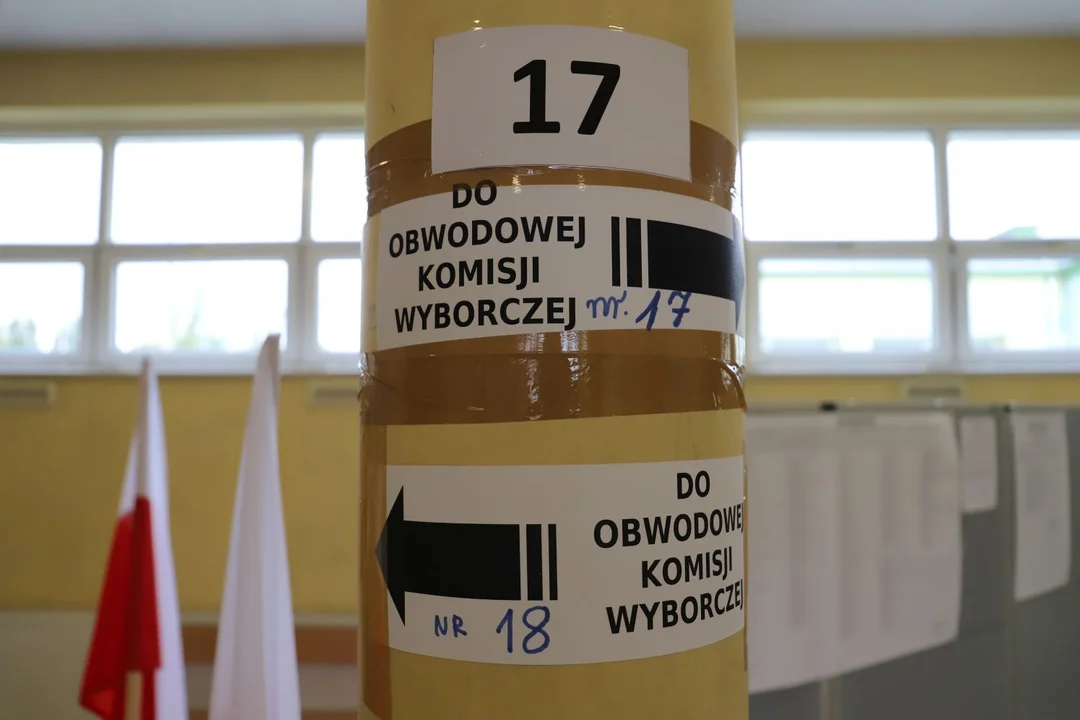 17
DO
OBWODOWEJ
KOMISJI
WYBORCZEJ nr. 17
DO
OBWODOWEJ
KOMISJI
WYBORCZEJ
NR 18